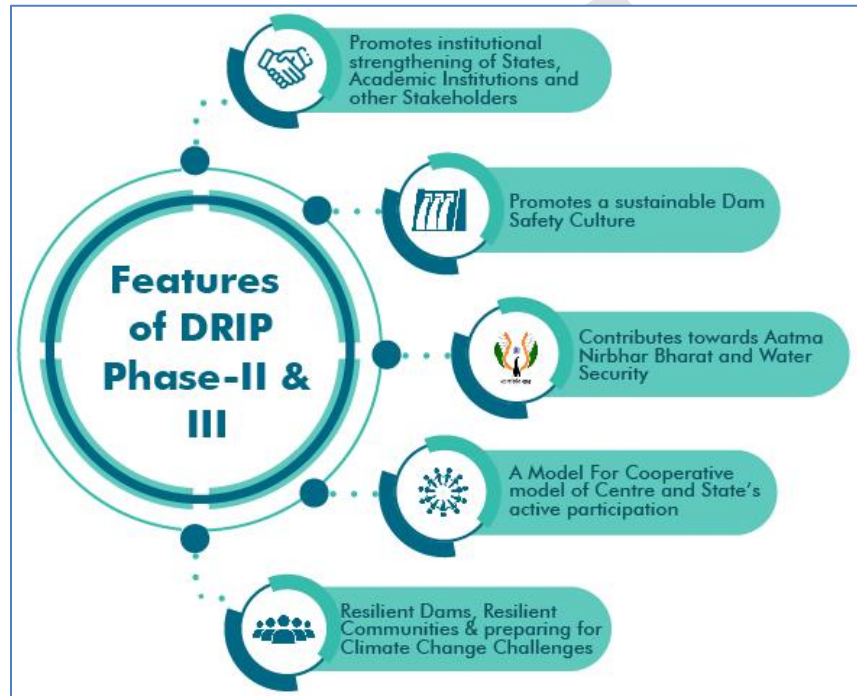 Promotes institutional
strengthening of States,
Academic Institutions and
other Stakeholders
Promotes a sustainable Dam
Safety Culture
Features
of DRIP
Phase-II &
III
Contributes towards Aatma
Nirbhar Bharat and Water
Security
A Model For Cooperative
model of Centre and State's
active participation
Resilient Dams, Resilient
Communities & preparing for
Climate Change Challenges